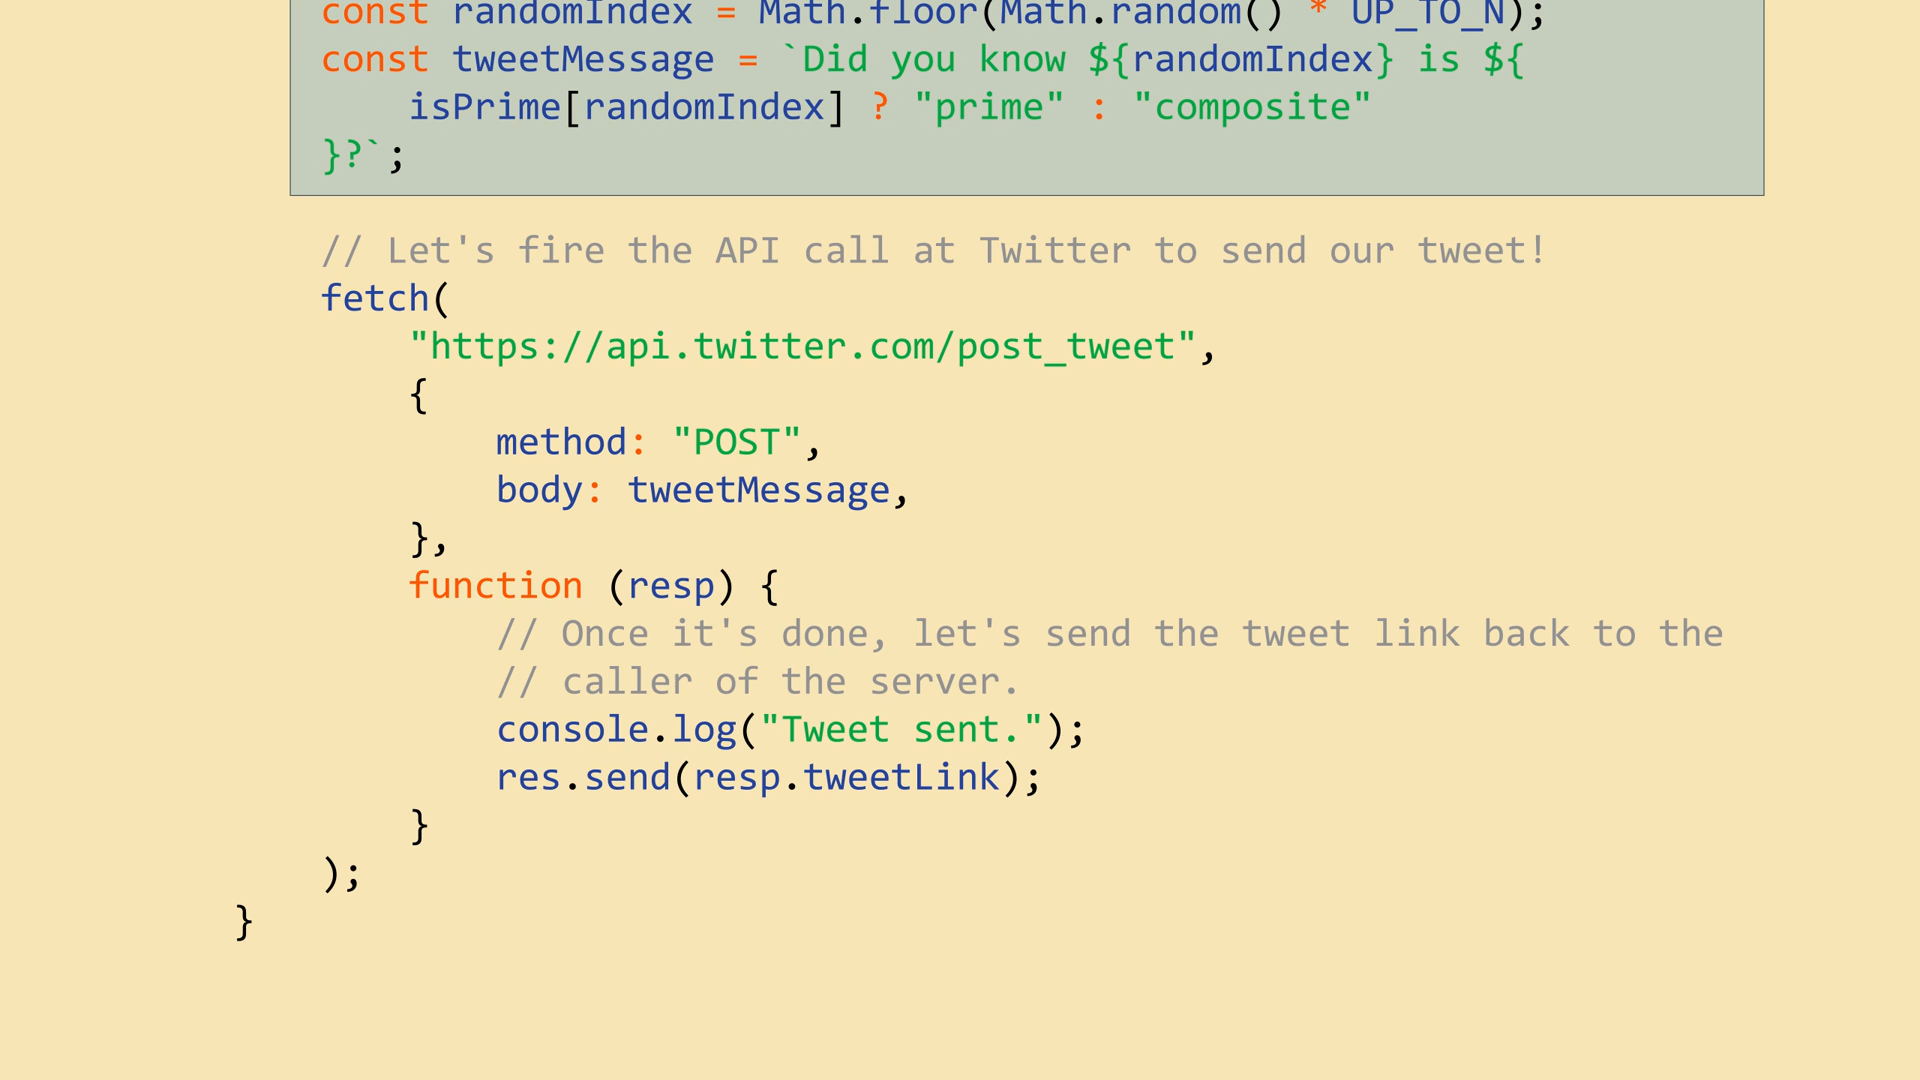 const randomIndex = Math.floor(Math.random() * UP_TO_N);
const tweetMessage = `Did you know ${randomIndex} is ${
    isPrime[randomIndex] ? "prime" : "composite"
}?`;
// Let's fire the API call at Twitter to send our tweet!
fetch(
    "https://api.twitter.com/post_tweet",
    {
        method: "POST",
        body: tweetMessage,
    },
    function (resp) {
        // Once it's done, let's send the tweet link back to the
        // caller of the server.
        console.log("Tweet sent.");
        res.send(resp.tweetLink);
    }
);
}